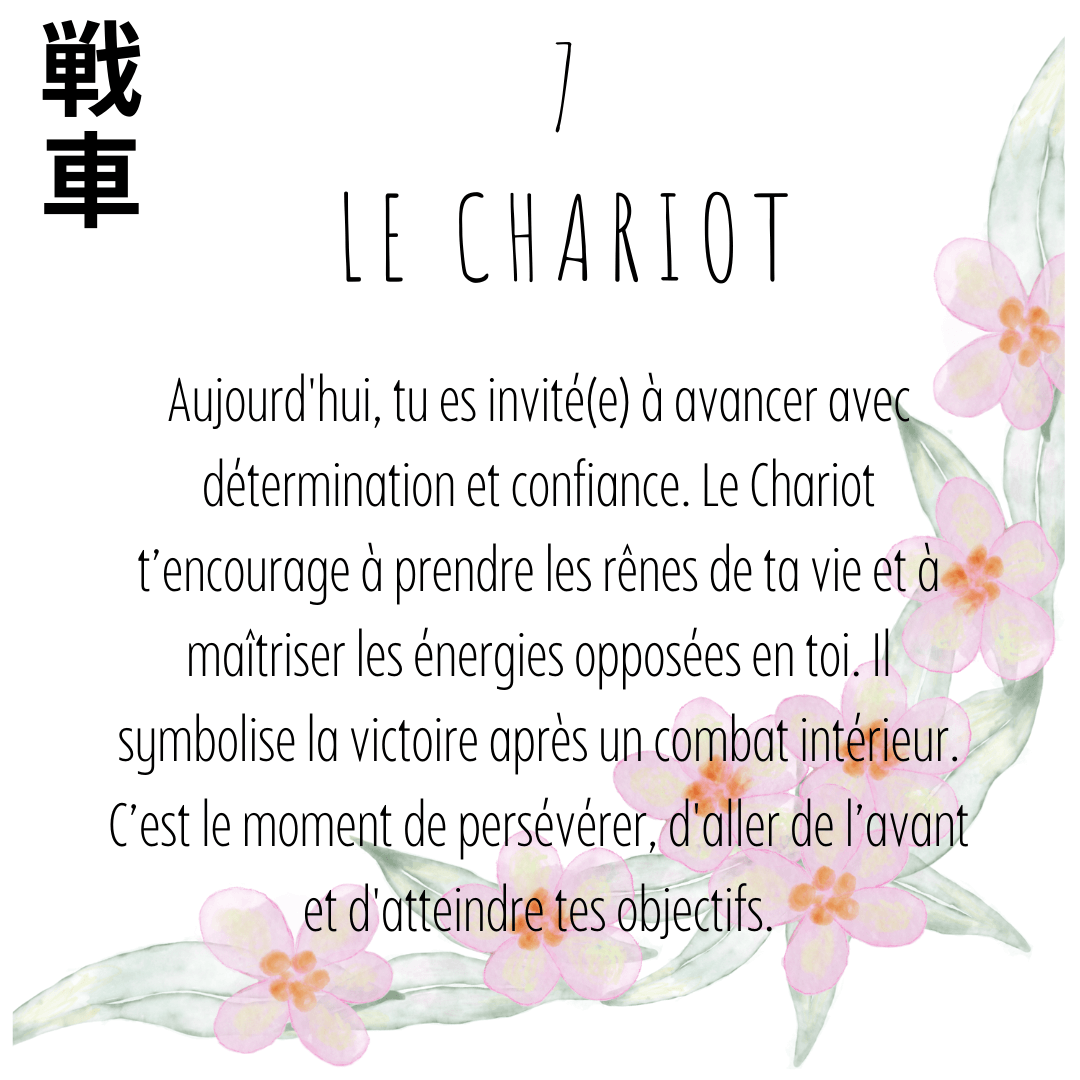 戦車
7
LE CHARIOT
Aujourd'hui, tu es invité(e) à avancer avec
détermination et confiance. Le Chariot
t’encourage à prendre les rênes de ta vie et à
maîtriser les énergies opposées en toi. Il
symbolise la victoire après un combat intérieur.
C’est le moment de persévérer, d'aller de l’avant
et d'atteindre tes objectifs.